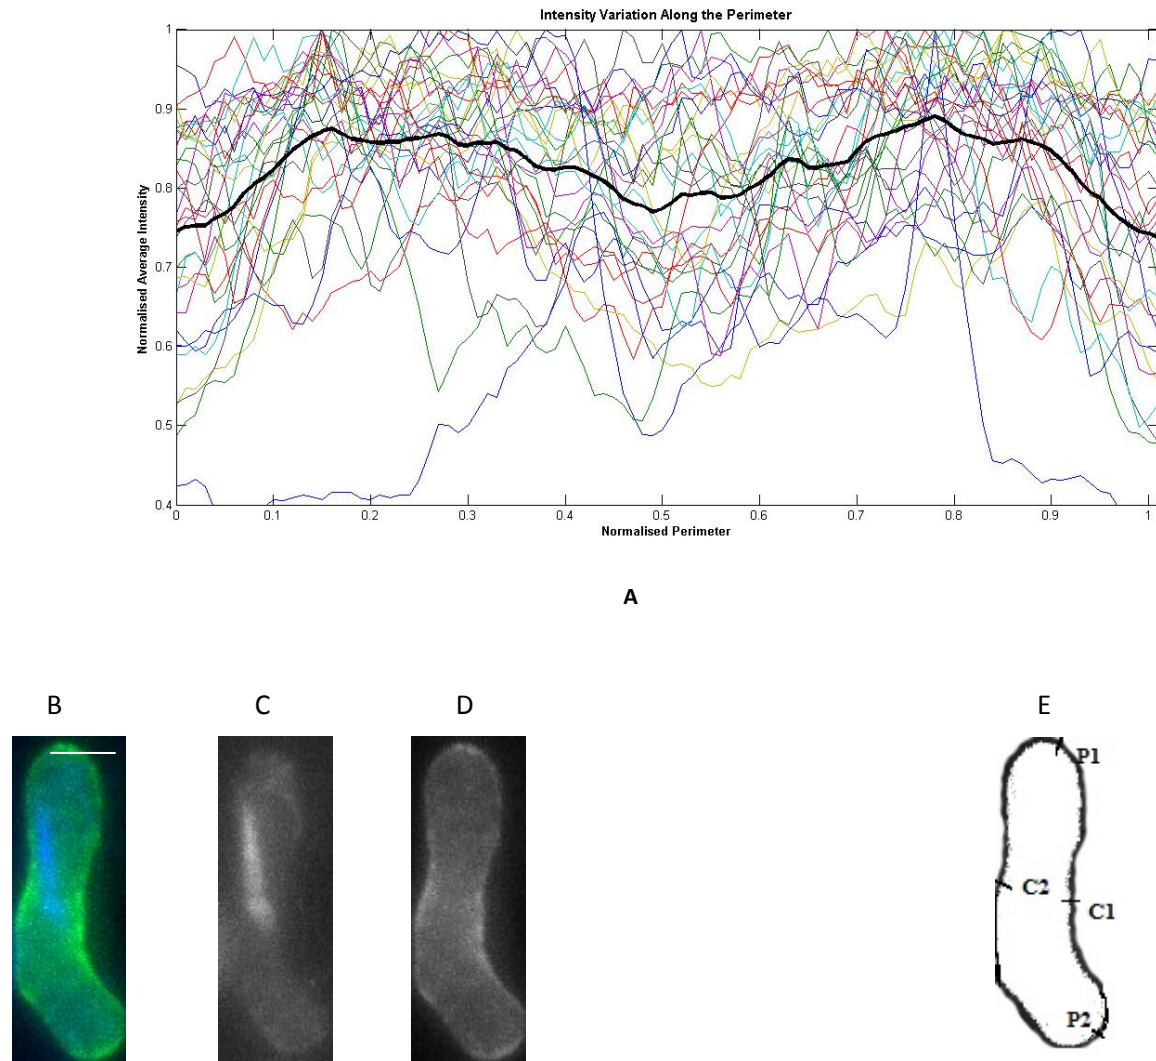 Intensity Variation Along the Perimeter
1
0.9
0.8
0.7
0.6
0.5
0.4
Normalised Average Intensity
0 0.1 0.2 0.3 0.4 0.5 0.6 0.7 0.8 0.9 1
Normalised Perimeter
A
B C D E
P1
C2
C1
P2